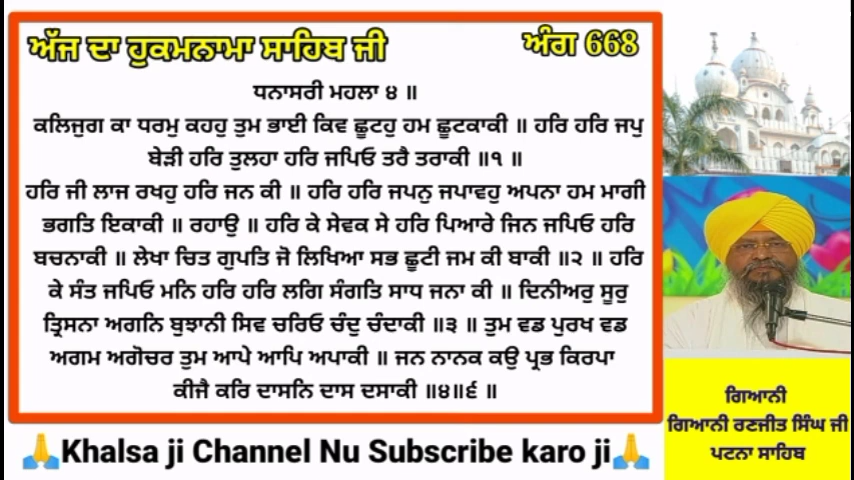 ਅੱਜ ਦਾ ਹੁਕਮਨਾਮਾ ਸਾਹਿਬ ਜੀ
ਅੰਗ 668
ਧਨਾਸਰੀ ਮਹਲਾ ੪ ॥
ਕਲਿਜੁਗ ਕਾ ਧਰਮੁ ਕਹਹੁ ਤੁਮ ਭਾਈ ਕਿਵ ਛੂਟਹੁ ਹਮ ਛੂਟਕਾਕੀ ॥ ਹਰਿ ਹਰਿ ਜਪੁ
ਬੇੜੀ ਹਰਿ ਤੁਲਹਾ ਹਰਿ ਜਪਿਓ ਤਰੈ ਤਰਾਕੀ ॥੧ ॥
ਹਰਿ ਜੀ ਲਾਜ ਰਖਹੁ ਹਰਿ ਜਨ ਕੀ ॥ ਹਰਿ ਹਰਿ ਜਪਨੁ ਜਪਾਵਹੁ ਅਪਨਾ ਹਮ ਮਾਗੀ
ਭਗਤਿ ਇਕਾਕੀ ॥ ਰਹਾਉ ॥ ਹਰਿ ਕੇ ਸੇਵਕ ਸੇ ਹਰਿ ਪਿਆਰੇ ਜਿਨ ਜਪਿਓ ਹਰਿ
ਬਚਨਾਕੀ ॥ ਲੇਖਾ ਚਿਤ ਗੁਪਤਿ ਜੋ ਲਿਖਿਆ ਸਭ ਛੂਟੀ ਜਮ ਕੀ ਬਾਕੀ ॥੨ ॥ ਹਰਿ
ਕੇ ਸੰਤ ਜਪਿਓ ਮਨਿ ਹਰਿ ਹਰਿ ਲਗਿ ਸੰਗਤਿ ਸਾਧ ਜਨਾ ਕੀ ॥ ਦਿਨੀਅਰੁ ਸੂਰੁ
ਤ੍ਰਿਸਨਾ ਅਗਨਿ ਬੁਝਾਨੀ ਸਿਵ ਚਰਿਓ ਚੰਦੁ ਚੰਦਾਕੀ ॥੩ ॥ ਤੁਮ ਵਡ ਪੁਰਖ ਵਡ
ਅਗਮ ਅਗੋਚਰ ਤੁਮ ਆਪੇ ਆਪਿ ਅਪਾਕੀ ॥ ਜਨ ਨਾਨਕ ਕਉ ਪ੍ਰਭ ਕਿਰਪਾ
ਕੀਜੈ ਕਰਿ ਦਾਸਨਿ ਦਾਸ ਦਸਾਕੀ ॥੪॥੬ ॥
🙏Khalsa ji Channel Nu Subscribe karo ji🙏
ਗਿਆਨੀ
ਗਿਆਨੀ ਰਣਜੀਤ ਸਿੰਘ ਜੀ
ਪਟਨਾ ਸਾਹਿਬ